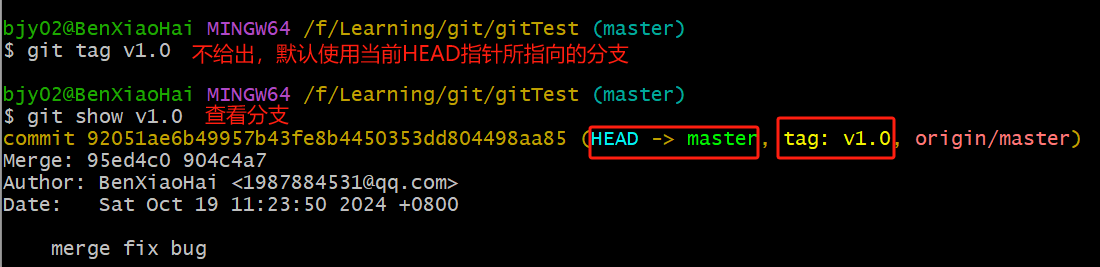 bjy02@BenXiaoHai MINGW64 /f/Learning/git/gitTest (master)
$ git tag v1.0 不给出，默认使用当前HEAD指针所指向的分支
bjy02@BenXiaoHai MINGW64 /f/Learning/git/gitTest (master)
$ git show v1.0 查看分支
commit 92051ae6b49957b43fe8b4450353dd804498aa85 (HEAD -> master, tag: v1.0, origin/master)
Merge: 95ed4c0 904c4a7
Author: BenXiaoHai <1987884531@qq.com>
Date:   Sat Oct 19 11:23:50 2024 +0800
    merge fix bug